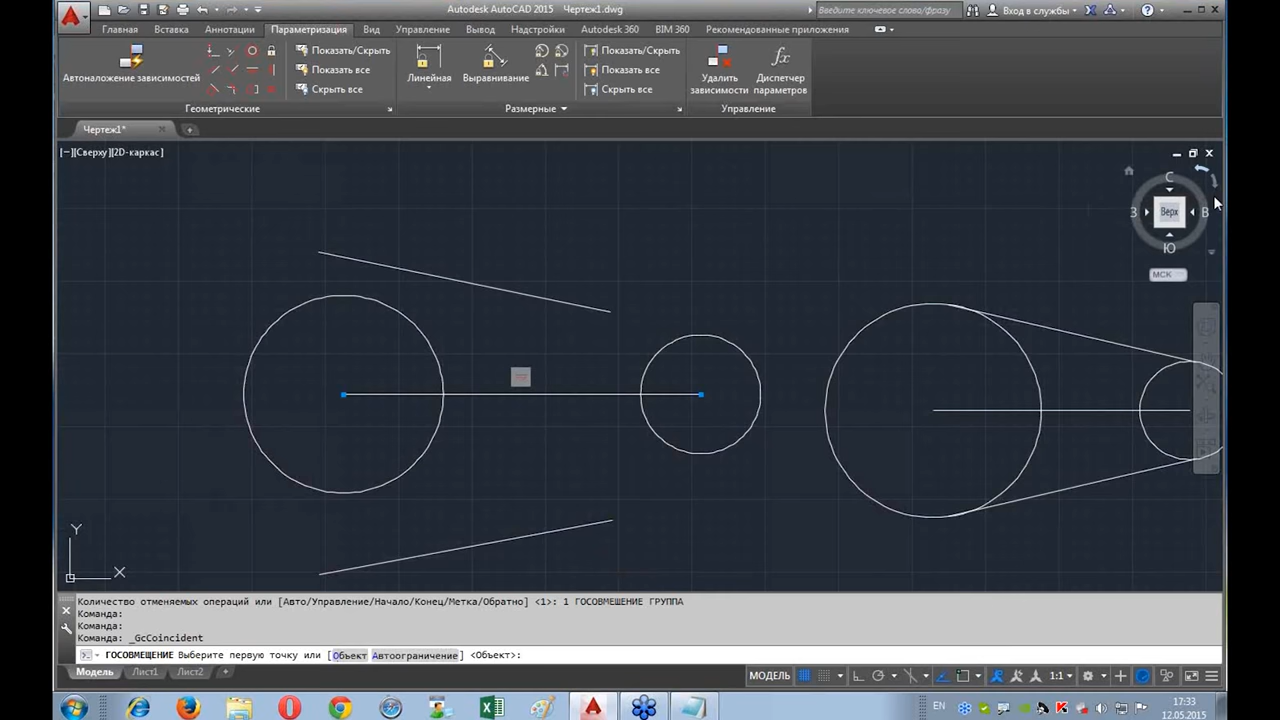 Autodesk AutoCAD 2015   Чертеж1.dwg
Введите ключевое слово/фразу
Вход в службы
Главная Вставка Аннотации Параметризация Вид Управление Вывод Надстройки Autodesk 360 BIM 360 Рекомендованные приложения
Автоналожение зависимостей
Показать/Скрыть
Показать все
Скрыть все
Геометрические
Линейная
Выравнивание
Показать/Скрыть
Показать все
Скрыть все
Размерные
Удалить зависимости
fx
Диспетчер параметров
Управление
Чертеж1*
[−][Сверху][2D-каркас]
С
З Верх В
Ю
МСК
Y
X
Количество отменяемых операций или [Авто/Управление/Начало/Конец/Метка/Обратно] <1>: 1 ГОСОВМЕЩЕНИЕ ГРУППА
Команда:
Команда:
Команда: _GcCoincident
ГОСОВМЕЩЕНИЕ Выберите первую точку или [Объект Автоограничение] <Объект>:
Модель Лист1 Лист2 +
МОДЕЛЬ
1:1
EN
17:33
12.05.2015